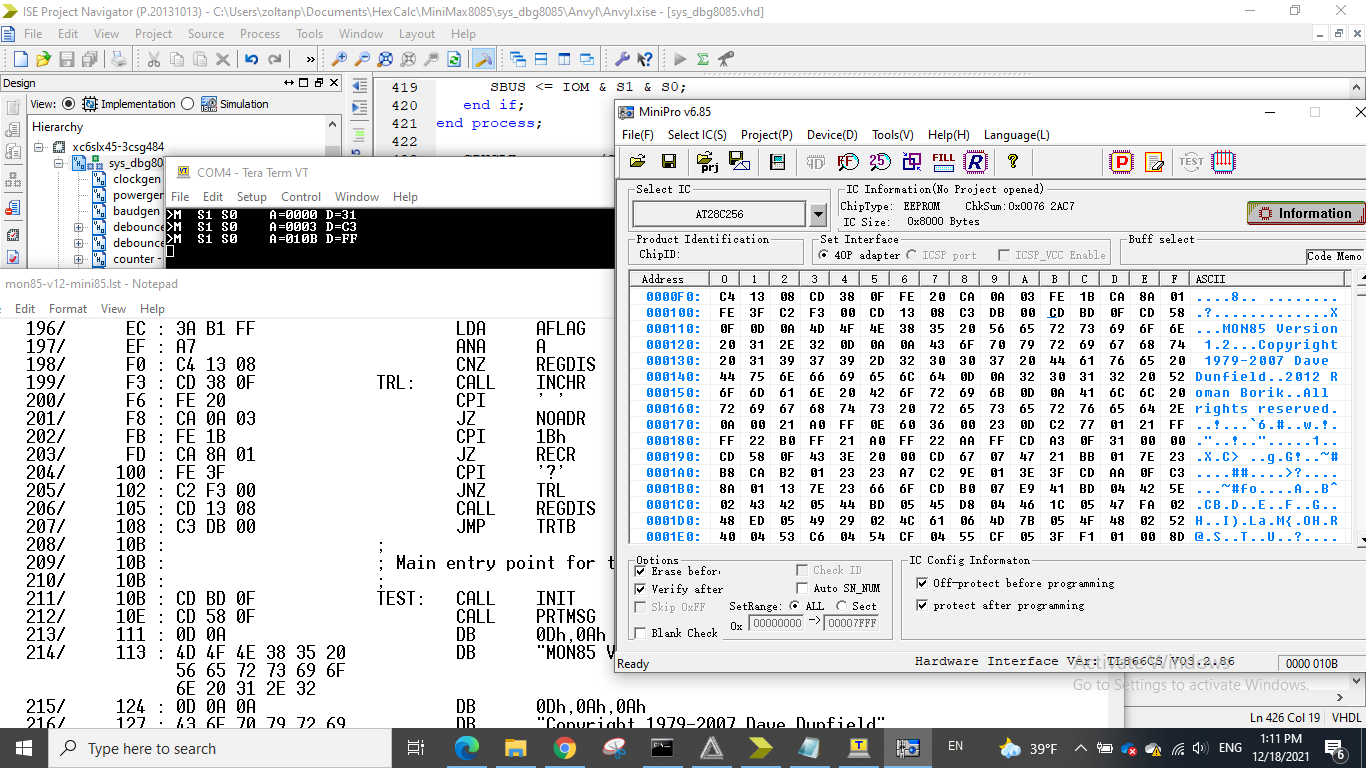 ISE Project Navigator (P.20131013) - C:\Users\zoltanp\Documents\HexCalc\MiniMax8085\sys_dbg8085\Anvyl\Anvyl.xise - [sys_dbg8085.vhd]
File Edit View Project Source Process Tools Window Layout Help
Design
View: Implementation Simulation
Hierarchy
xc6slx45-3csg484
sys_dbg80
clockgen
powerger
baudgen
debounce
debounce
counter -
419 SBUS <= IOM & S1 & S0;
420 end if;
421 end process;
422
COM4 - Tera Term VT
File Edit Setup Control Window Help
>M S1 S0 A=0000 D=31
>M S1 S0 A=0003 D=C3
>M S1 S0 A=010B D=FF
mon85-v12-mini85.lst - Notepad
Edit Format View Help
196/ EC : 3A B1 FF LDA AFLAG
197/ EF : A7 ANA A
198/ F0 : C4 13 08 CNZ REGDIS
199/ F3 : CD 38 0F TRL: CALL INCHR
200/ F6 : FE 20 CPI ' '
201/ F8 : CA 0A 03 JZ NOADR
202/ FB : FE 1B CPI 1Bh
203/ FD : CA 8A 01 JZ RECR
204/ 100 : FE 3F CPI '?'
205/ 102 : C2 F3 00 JNZ TRL
206/ 105 : CD 13 08 CALL REGDIS
207/ 108 : C3 DB 00 JMP TRTB
208/ 10B : ;
209/ 10B : ; Main entry point for t
210/ 10B : ;
211/ 10B : CD BD 0F TEST: CALL INIT
212/ 10E : CD 58 0F CALL PRTMSG
213/ 111 : 0D 0A DB 0Dh,0Ah
214/ 113 : 4D 4F 4E 38 35 20 DB "MON85 V
56 65 72 73 69 6F
6E 20 31 2E 32
215/ 124 : 0D 0A 0A DB 0Dh,0Ah,0Ah
216/ 127 : 43 6F 70 79 72 69 DB "Copyright 1979-2007 Dave Dunfield"
MiniPro v6.85
File(F) Select IC(S) Project(P) Device(D) Tools(V) Help(H) Language(L)
prj 4D FF 25 FILL R ? P TEST
Select IC
AT28C256
IC Information(No Project opened)
ChipType: EEPROM ChkSum:0x0076 2AC7
IC Size: 0x8000 Bytes
Information
Product Identification
ChipID:
Set Interface
40P adapter ICSP port ICSP_VCC Enable
Buff select
Code Memo
Address 0 1 2 3 4 5 6 7 8 9 A B C D E F ASCII
0000F0: C4 13 08 CD 38 0F FE 20 CA 0A 03 FE 1B CA 8A 01 ....8.. ........
000100: FE 3F C2 F3 00 CD 13 08 C3 DB 00 CD BD 0F CD 58 .?.............X
000110: 0F 0D 0A 4D 4F 4E 38 35 20 56 65 72 73 69 6F 6E ...MON85 Version
000120: 20 31 2E 32 0D 0A 0A 43 6F 70 79 72 69 67 68 74 1.2...Copyright
000130: 20 31 39 37 39 2D 32 30 30 37 20 44 61 76 65 20 1979-2007 Dave
000140: 44 75 6E 66 69 65 6C 64 0D 0A 32 30 31 32 20 52 Dunfield..2012 R
000150: 6F 6D 61 6E 20 42 6F 72 69 6B 0D 0A 41 6C 6C 20 oman Borik..All
000160: 72 69 67 68 74 73 20 72 65 73 65 72 76 65 64 2E rights reserved.
000170: 0A 00 21 A0 FF 0E 60 36 00 23 0D C2 77 01 21 FF ..!...`6.#..w.!.
000180: FF 22 B0 FF 21 A0 FF 22 AA FF CD A3 0F 31 00 00 ."..!..".....1..
000190: CD 58 0F 43 3E 20 00 CD 67 07 47 21 BB 01 7E 23 .X.C> ..g.G!..~#
0001A0: B8 CA B2 01 23 23 A7 C2 9E 01 3E 3F CD AA 0F C3 ....##....>?....
0001B0: 8A 01 13 7E 23 66 6F CD B0 07 E9 41 BD 04 42 5E ...~#fo....A..B^
0001C0: 02 43 42 05 44 BD 05 45 D8 04 46 1C 05 47 FA 02 .CB.D..E..F..G..
0001D0: 48 ED 05 49 29 02 4C 61 06 4D 7B 05 4F 48 02 52 H..I).La.M{.OH.R
0001E0: 40 04 53 C6 04 54 CF 04 55 CF 05 3F F1 01 00 8D @.S..T..U..?....
Options
Erase before
Verify after
Skip 0xFF
Blank Check
Check ID
Auto SN_NUM
SetRange: ALL Sect
0x 00000000 -> 00007FFF
IC Config Informaton
Off-protect before programming
protect after programming
Ready
Hardware Interface Ver: TL866CS V03.2.86
0000 010B
Activate Windows
Go to Settings to activate Windows.
Ln 426 Col 19 VHDL
Type here to search
EN 39°F ENG
1:11 PM
12/18/2021
6